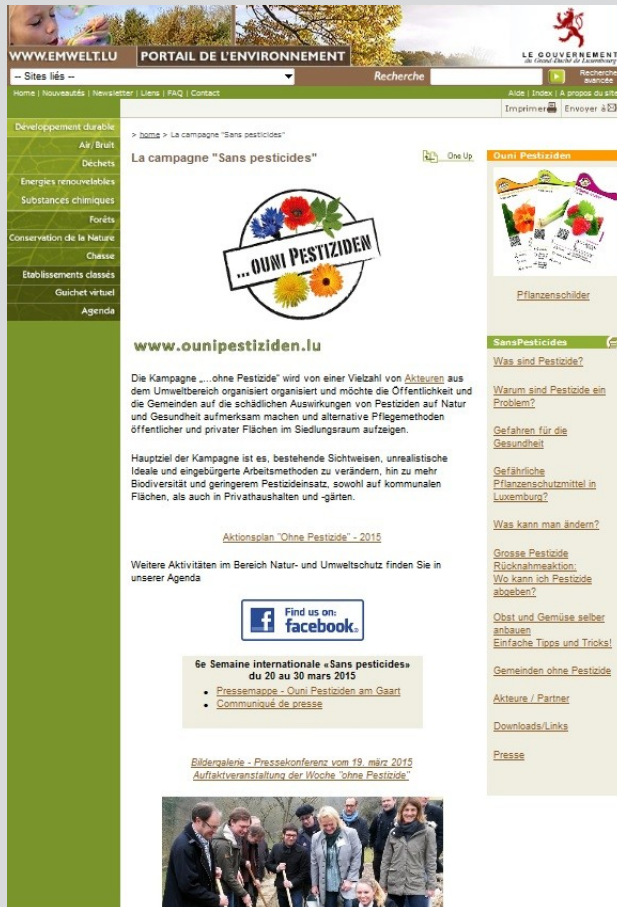 WWW.EMWELT.LU
PORTAIL DE L'ENVIRONNEMENT
LE GOUVERNEMENT
du Grand-Duché de Luxembourg
-- Sites liés --
Recherche
Recherche
avancée
Home | Nouveautés | Newsletter | Liens | FAQ | Contact
Aide | Index | A propos du site
Imprimer
Envoyer à
Développement durable
Air/Bruit
Déchets
Energies renouvelables
Substances chimiques
Forêts
Conservation de la Nature
Chasse
Etablissements classés
Guichet virtuel
Agenda
> home > La campagne "Sans pesticides"
La campagne "Sans pesticides"
One Up
...OUNI PESTIZIDEN
www.ounipestiziden.lu
Die Kampagne „...ohne Pestizide" wird von einer Vielzahl von Akteuren aus
dem Umweltbereich organisiert organisiert und möchte die Öffentlichkeit und
die Gemeinden auf die schädlichen Auswirkungen von Pestiziden auf Natur
und Gesundheit aufmerksam machen und alternative Pflegemethoden
öffentlicher und privater Flächen im Siedlungsraum aufzeigen.
Hauptziel der Kampagne ist es, bestehende Sichtweisen, unrealistische
Ideale und eingebürgerte Arbeitsmethoden zu verändern, hin zu mehr
Biodiversität und geringerem Pestizideinsatz, sowohl auf kommunalen
Flächen, als auch in Privathaushalten und -gärten.
Aktionsplan "Ohne Pestizide" - 2015
Weitere Aktivitäten im Bereich Natur- und Umweltschutz finden Sie in
unserer Agenda
Find us on:
facebook
6e Semaine internationale «Sans pesticides»
du 20 au 30 mars 2015
Pressemappe - Ouni Pestiziden am Gaart
Communiqué de presse
Bildergalerie - Pressekonferenz vom 19. märz 2015
Auftaktveranstaltung der Woche "ohne Pestizide"
Ouni Pestiziden
Pflanzenschilder
SansPesticides
Was sind Pestizide?
Warum sind Pestizide ein
Problem?
Gefahren für die
Gesundheit
Gefährliche
Pflanzenschutzmittel in
Luxemburg?
Was kann man ändern?
Grosse Pestizide
Rücknahmeaktion:
Wo kann ich Pestizide
abgeben?
Obst und Gemüse selber
anbauen
Einfache Tipps und Tricks!
Gemeinden ohne Pestizide
Akteure / Partner
Downloads/Links
Presse